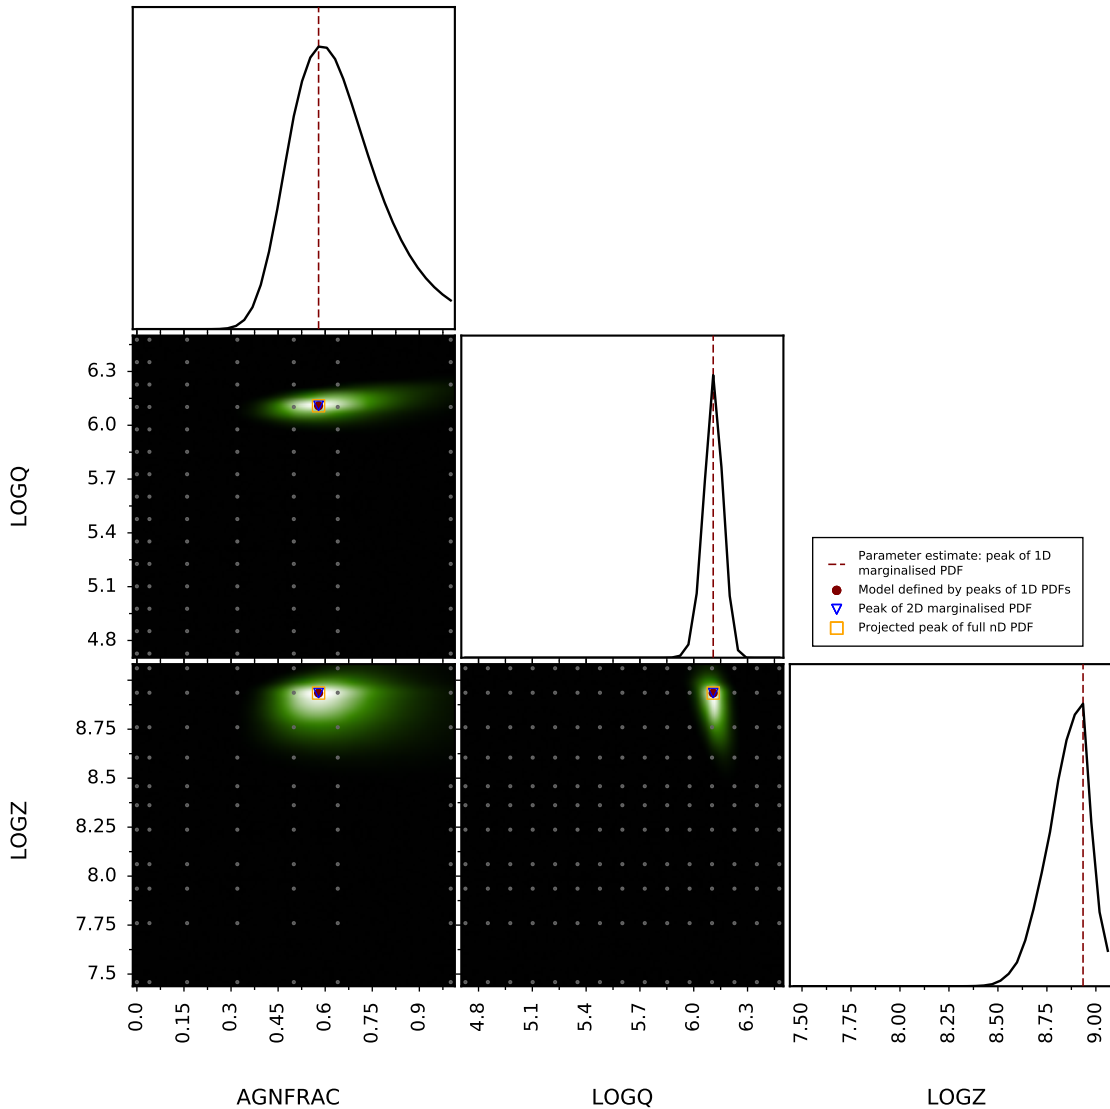 6.3
6.0
5.7
5.4
5.1
4.8
LOGQ
Parameter estimate: peak of 1D
marginalised PDF
Model defined by peaks of 1D PDFs
Peak of 2D marginalised PDF
Projected peak of full nD PDF
8.75
8.5
8.25
8.0
7.75
7.5
LOGZ
0.0 0.15 0.3 0.45 0.6 0.75 0.9
4.8 5.1 5.4 5.7 6.0 6.3
7.50 7.75 8.00 8.25 8.50 8.75 9.00
AGNFRAC
LOGQ
LOGZ